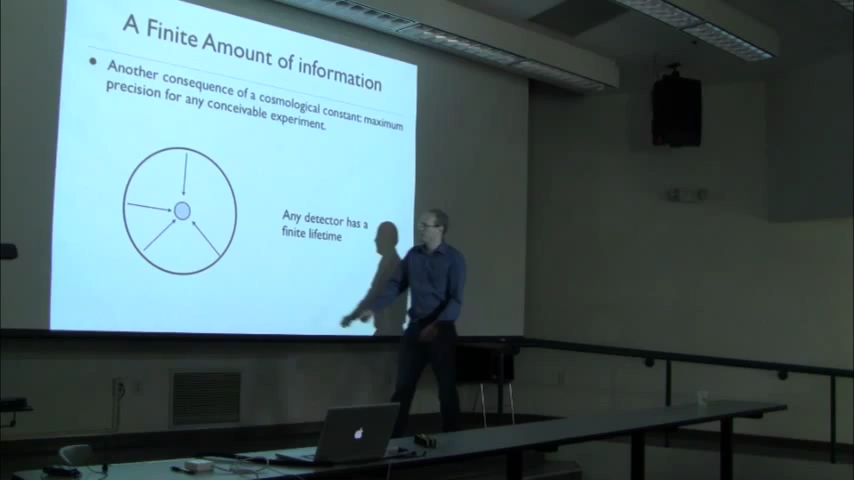 A Finite Amount of information
• Another consequence of a cosmological constant: maximum
precision for any conceivable experiment.
Any detector has a
finite lifetime